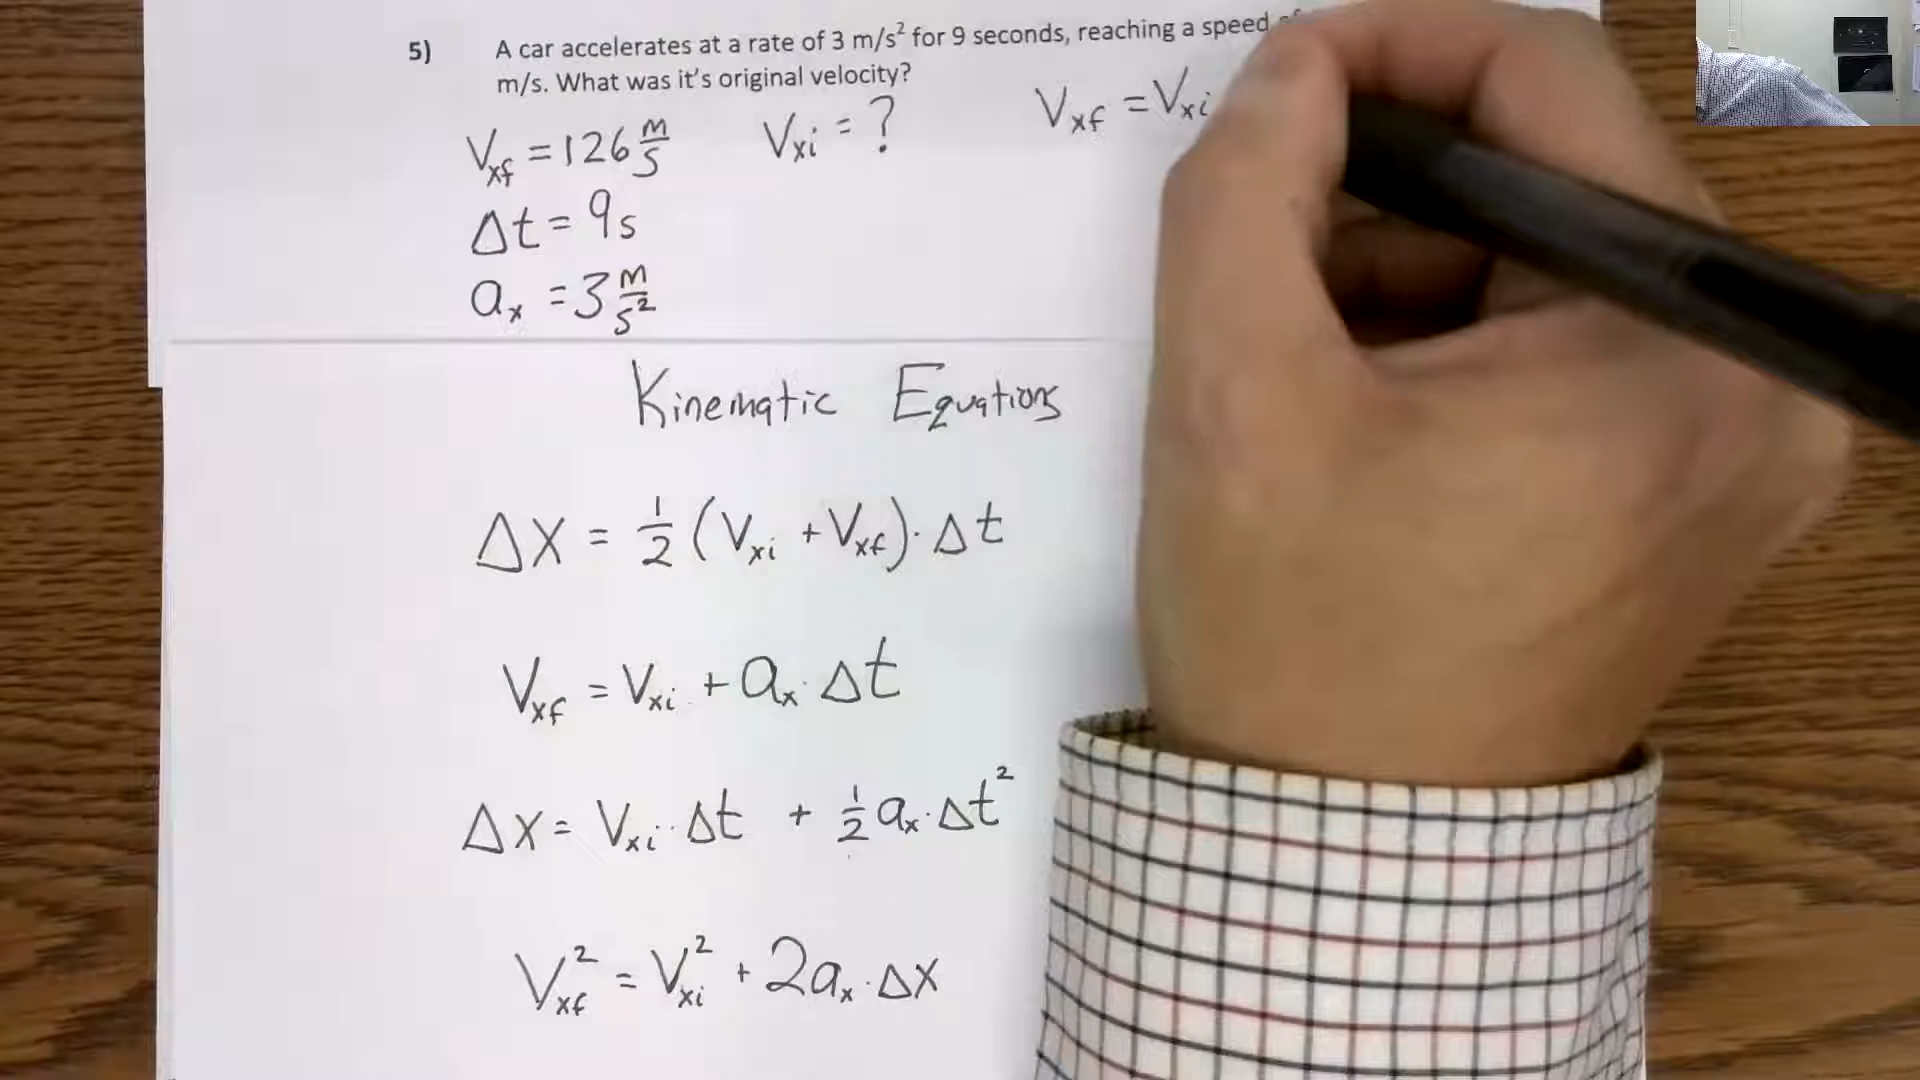 5) A car accelerates at a rate of 3 m/s² for 9 seconds, reaching a speed
m/s. What was it's original velocity?
Vxf = 126 m/s Vxi = ? Vxf = Vxi
Δt = 9s
ax = 3 m/s²
Kinematic Equations
Δx = 1/2 (Vxi + Vxf) · Δt
Vxf = Vxi + ax · Δt
Δx = Vxi · Δt + 1/2 ax · Δt²
Vxf² = Vxi² + 2ax · Δx